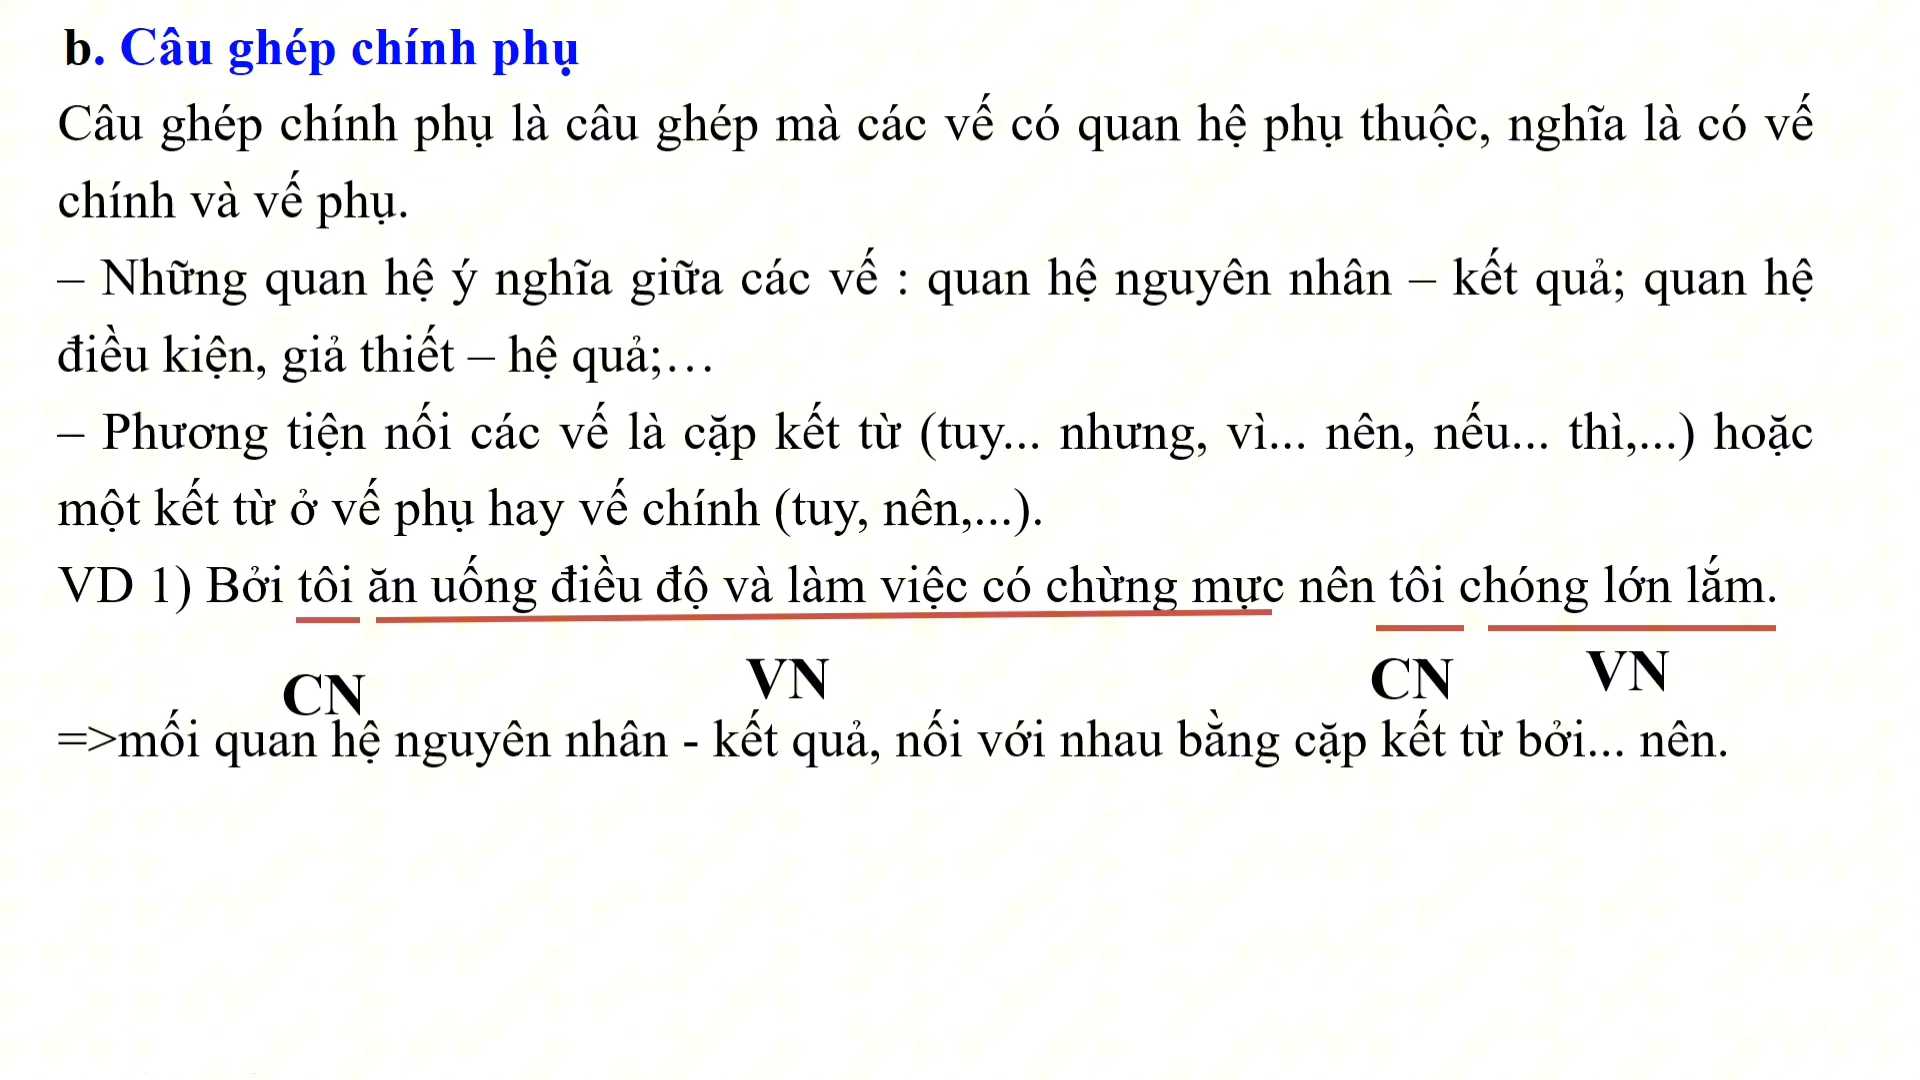 b. Câu ghép chính phụ
Câu ghép chính phụ là câu ghép mà các vế có quan hệ phụ thuộc, nghĩa là có vế
chính và vế phụ.
– Những quan hệ ý nghĩa giữa các vế : quan hệ nguyên nhân – kết quả; quan hệ
điều kiện, giả thiết – hệ quả;…
– Phương tiện nối các vế là cặp kết từ (tuy... nhưng, vì... nên, nếu... thì,...) hoặc
một kết từ ở vế phụ hay vế chính (tuy, nên,...).
VD 1) Bởi tôi ăn uống điều độ và làm việc có chừng mực nên tôi chóng lớn lắm.
CN VN CN VN
=>mối quan hệ nguyên nhân - kết quả, nối với nhau bằng cặp kết từ bởi... nên.